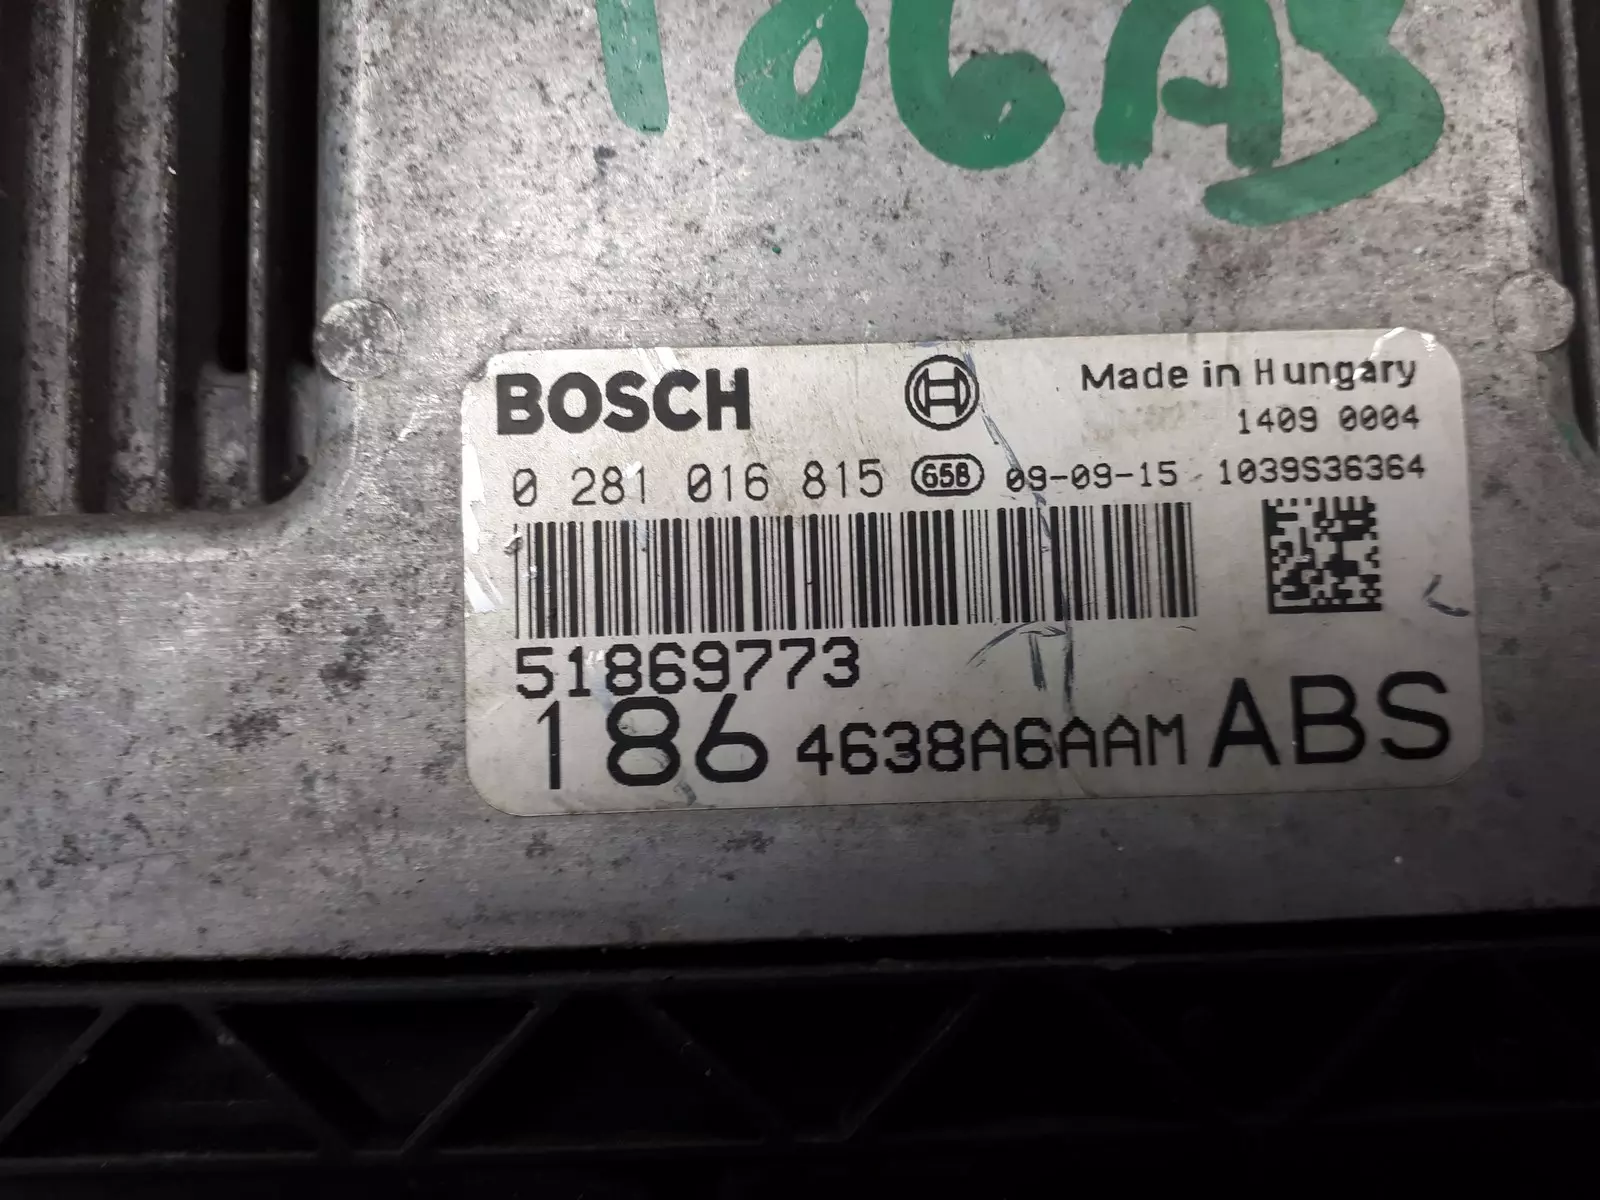 186A3
BOSCH
Made in Hungary
1409 0004
0 281 016 815 G5B 09-09-15 1039S36364
51869773
186 4638A6AAM ABS